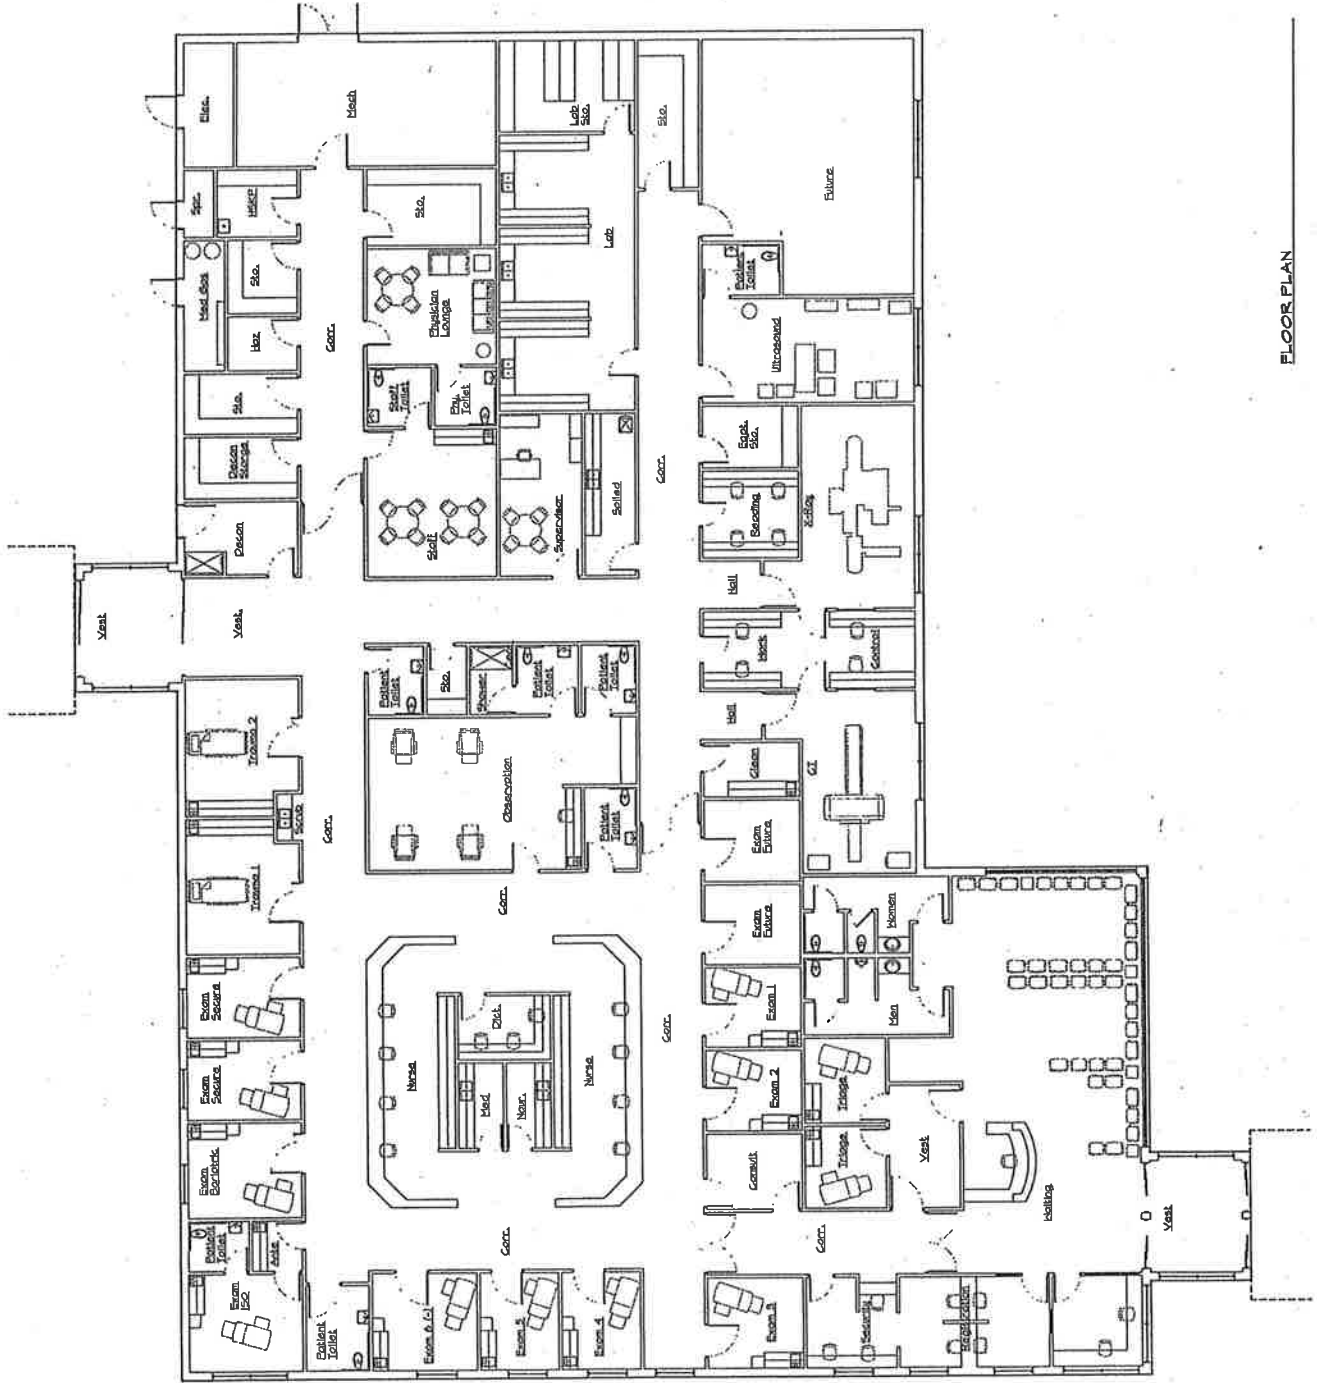 Elec.
Mech
Lab
Sto.
Sto.
Future
Spr.
HSKP
Sto.
Lab
Med Gas
Sto.
Physician
Lounge
Patient
Toilet
Haz
Corr.
Ultrasound
Sto.
Staff
Toilet
Phy.
Toilet
Decon
Storge
Eqpt.
Sto.
Corr.
Soiled
Reading
X-Ray
Decon
Staff
Supervisor
Hall
Vest
Vest.
Work
Control
Patient
Toilet
Sto.
Shower
Patient
Toilet
Patient
Toilet
Hall
Trauma 2
Clean
CT
Observation
Scrub
Corr.
Patient
Toilet
Exam
Future
Trauma 1
Corr.
Exam
Future
Women
Exam
Secure
Dict.
Exam 1
Men
Corr.
Exam
Secure
Nurse
Nurse
Exam 2
Triage
Med
Nour.
Exam
Bariatric
Consult
Triage
Vest
Patient
Toilet
Ante
Corr.
Corr.
Waiting
Vest
Exam
ISO
Patient
Toilet
Exam 6 (-)
Exam 5
Exam 4
Exam 3
Security
Registration
FLOOR PLAN